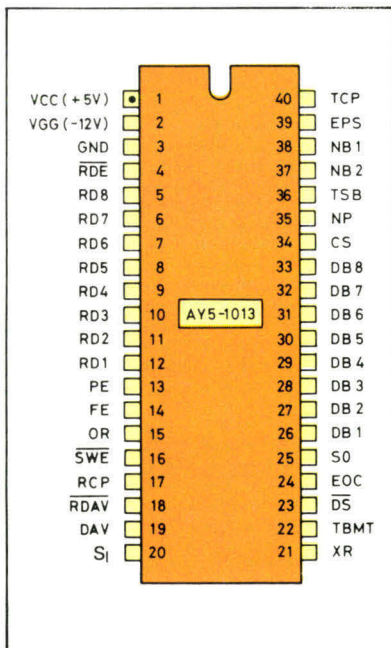 VCC (+5V) 1 40 TCP
VGG (-12V) 2 39 EPS
GND 3 38 NB1
RDE 4 37 NB2
RD8 5 36 TSB
RD7 6 35 NP
RD6 7 34 CS
RD5 8 33 DB8
RD4 9 32 DB7
RD3 10 AY5-1013 31 DB6
RD2 11 30 DB5
RD1 12 29 DB4
PE 13 28 DB3
FE 14 27 DB2
OR 15 26 DB1
SWE 16 25 SO
RCP 17 24 EOC
RDAV 18 23 DS
DAV 19 22 TBMT
SI 20 21 XR